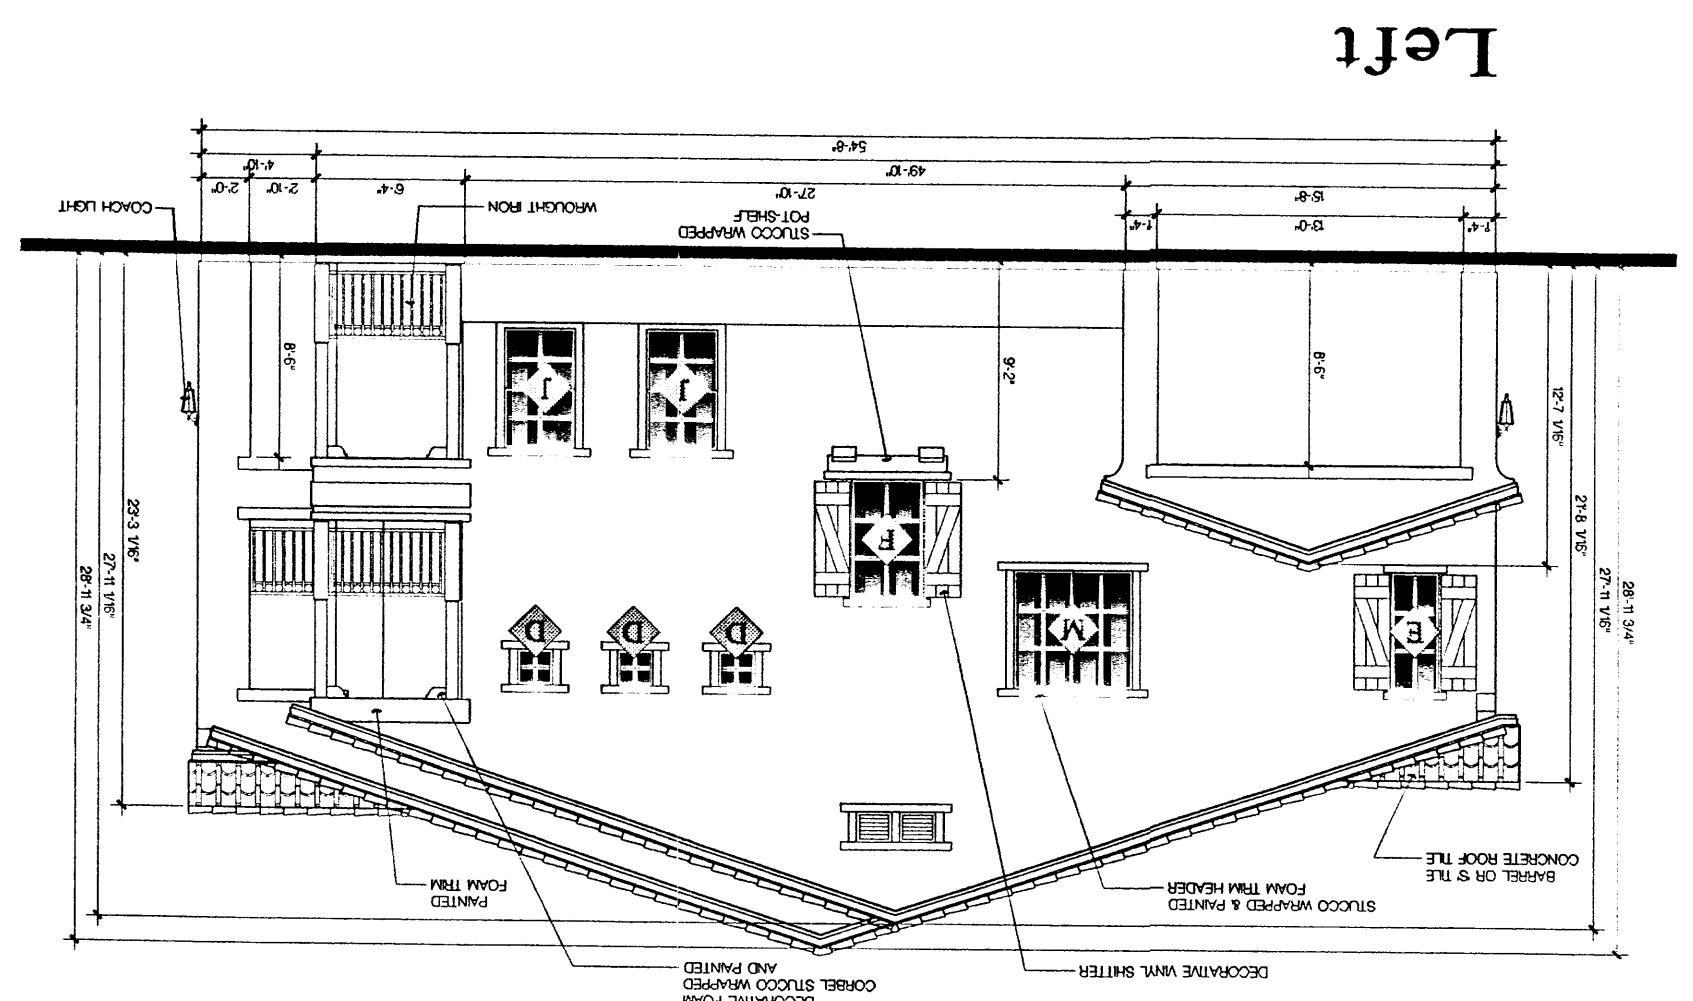 DECORATIVE FOAM
CORBEL STUCCO WRAPPED
AND PAINTED
DECORATIVE VINYL SHITTER
STUCCO WRAPPED & PAINTED
FOAM TRIM HEADER
PAINTED
FOAM TRIM
BARREL OR 'S' TILE
CONCRETE ROOF TILE
28'-11 3/4"
27'-11 1/16"
21'-8 1/16"
12'-7 1/16"
E
M
D
D
D
E
J
J
8'-6"
9'-2"
8'-6"
23'-3 1/16"
27'-11 1/16"
28'-11 3/4"
STUCCO WRAPPED
POT-SHELF
WROUGHT IRON
COACH LIGHT
1'-4"
13'-0"
1'-4"
15'-8"
27'-10"
6'-4"
2'-10"
2'-0"
49'-10"
4'-10"
54'-8"
Left